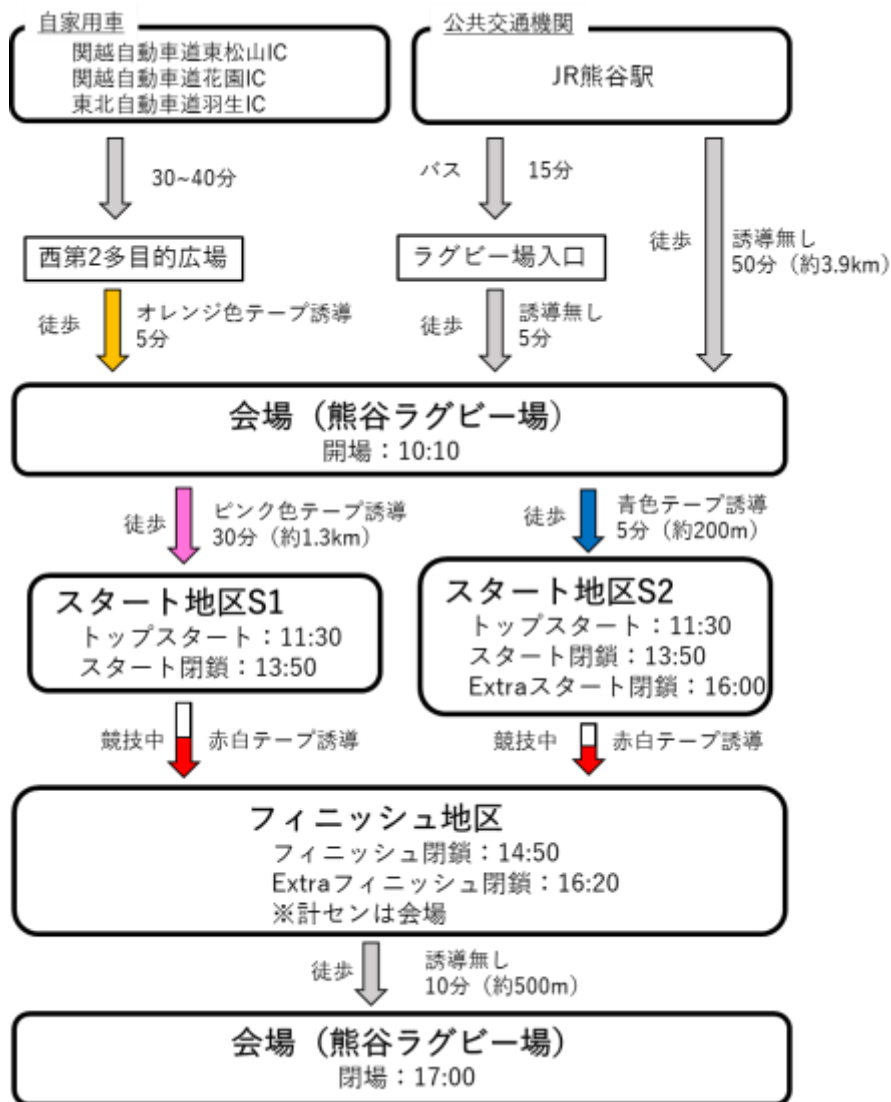 自家用車
関越自動車道東松山IC
関越自動車道花園IC
東北自動車道羽生IC
公共交通機関
JR熊谷駅
30~40分
バス
15分
徒歩
誘導無し
50分（約3.9km）
西第2多目的広場
ラグビー場入口
徒歩
オレンジ色テープ誘導
5分
徒歩
誘導無し
5分
会場（熊谷ラグビー場）
開場：10:10
徒歩
ピンク色テープ誘導
30分（約1.3km）
徒歩
青色テープ誘導
5分（約200m）
スタート地区S1
トップスタート：11:30
スタート閉鎖：13:50
スタート地区S2
トップスタート：11:30
スタート閉鎖：13:50
Extraスタート閉鎖：16:00
競技中
赤白テープ誘導
競技中
赤白テープ誘導
フィニッシュ地区
フィニッシュ閉鎖：14:50
Extraフィニッシュ閉鎖：16:20
※計センは会場
徒歩
誘導無し
10分（約500m）
会場（熊谷ラグビー場）
閉場：17:00